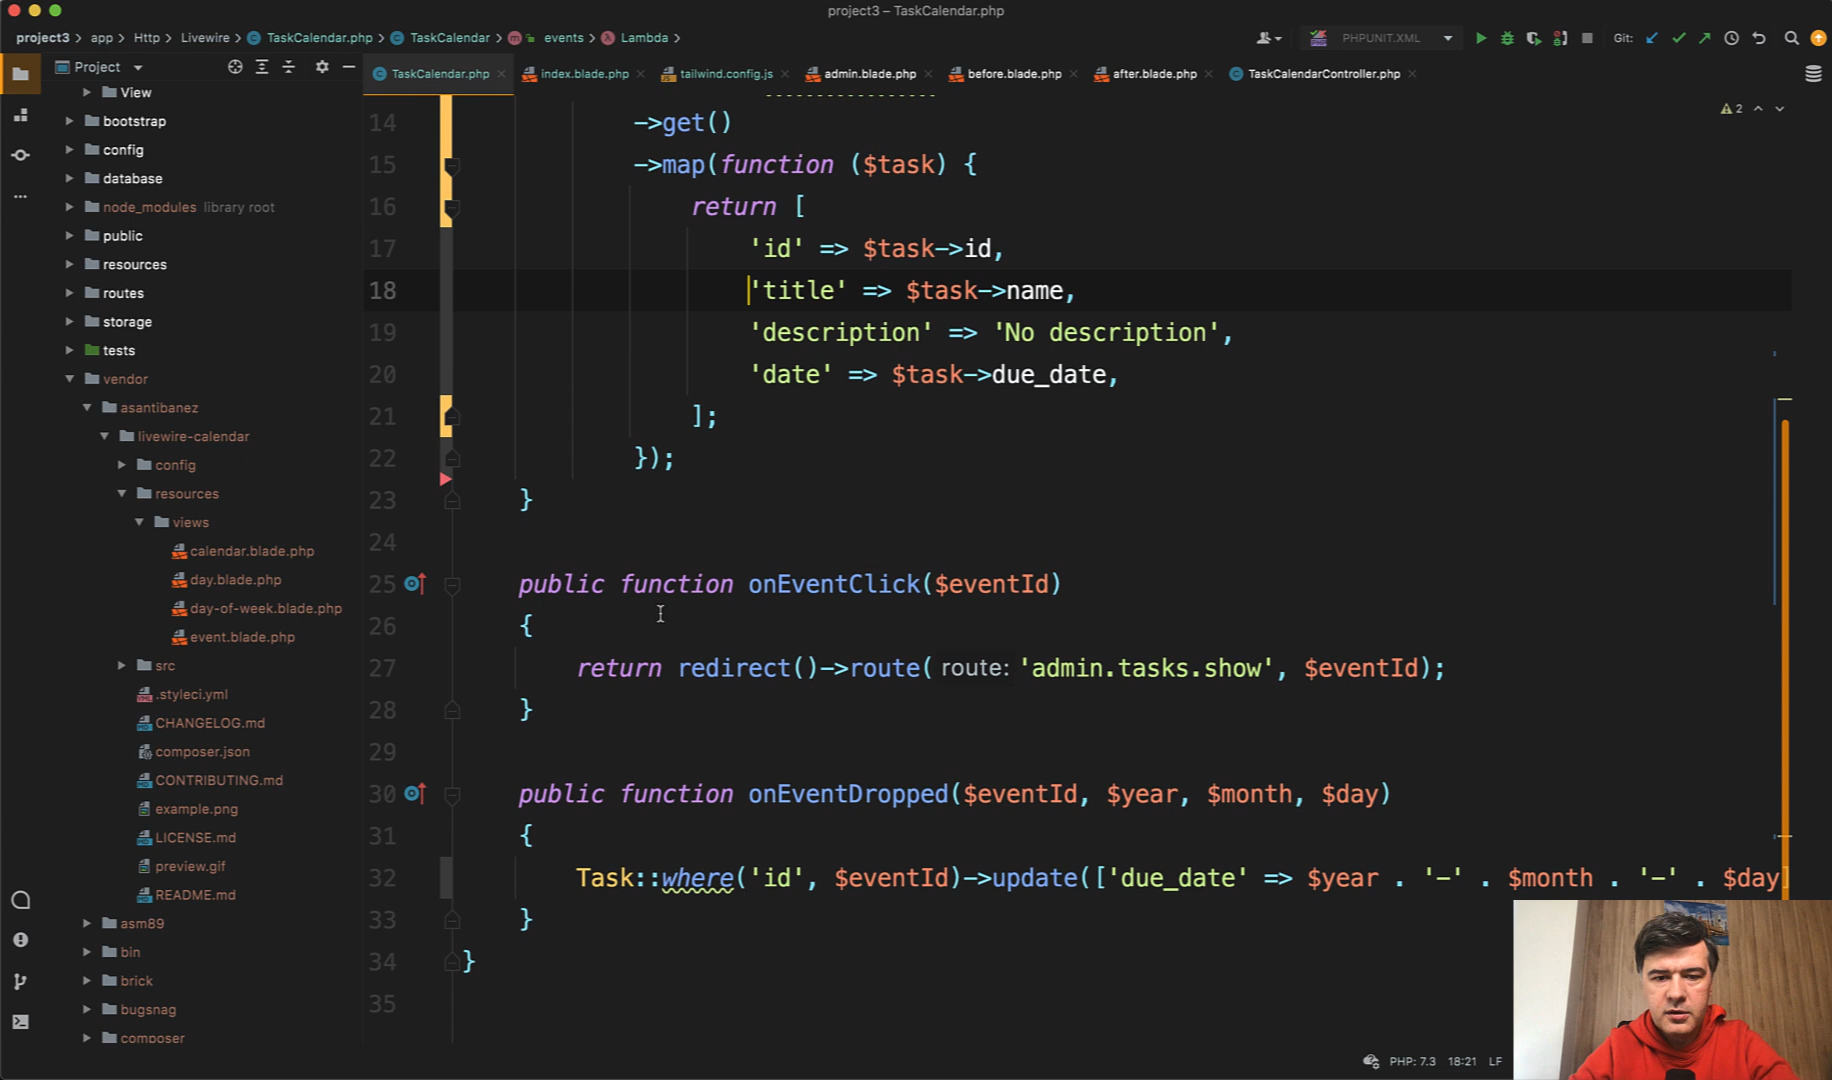 project3 – TaskCalendar.php
project3 > app > Http > Livewire > TaskCalendar.php > TaskCalendar > events > Lambda >
PHPUNIT.XML
Git:
Project
TaskCalendar.php
index.blade.php
tailwind.config.js
admin.blade.php
before.blade.php
after.blade.php
TaskCalendarController.php
View
bootstrap
config
database
node_modules library root
public
resources
routes
storage
tests
vendor
asantibanez
livewire-calendar
config
resources
views
calendar.blade.php
day.blade.php
day-of-week.blade.php
event.blade.php
src
.styleci.yml
CHANGELOG.md
composer.json
CONTRIBUTING.md
example.png
LICENSE.md
preview.gif
README.md
asm89
bin
brick
bugsnag
composer
2
14 ->get()
15 ->map(function ($task) {
16 return [
17 'id' => $task->id,
18 'title' => $task->name,
19 'description' => 'No description',
20 'date' => $task->due_date,
21 ];
22 });
23 }
24
25 public function onEventClick($eventId)
26 {
27 return redirect()->route( route: 'admin.tasks.show', $eventId);
28 }
29
30 public function onEventDropped($eventId, $year, $month, $day)
31 {
32 Task::where('id', $eventId)->update(['due_date' => $year . '-' . $month . '-' . $day]
33 }
34 }
35
PHP: 7.3 18:21 LF